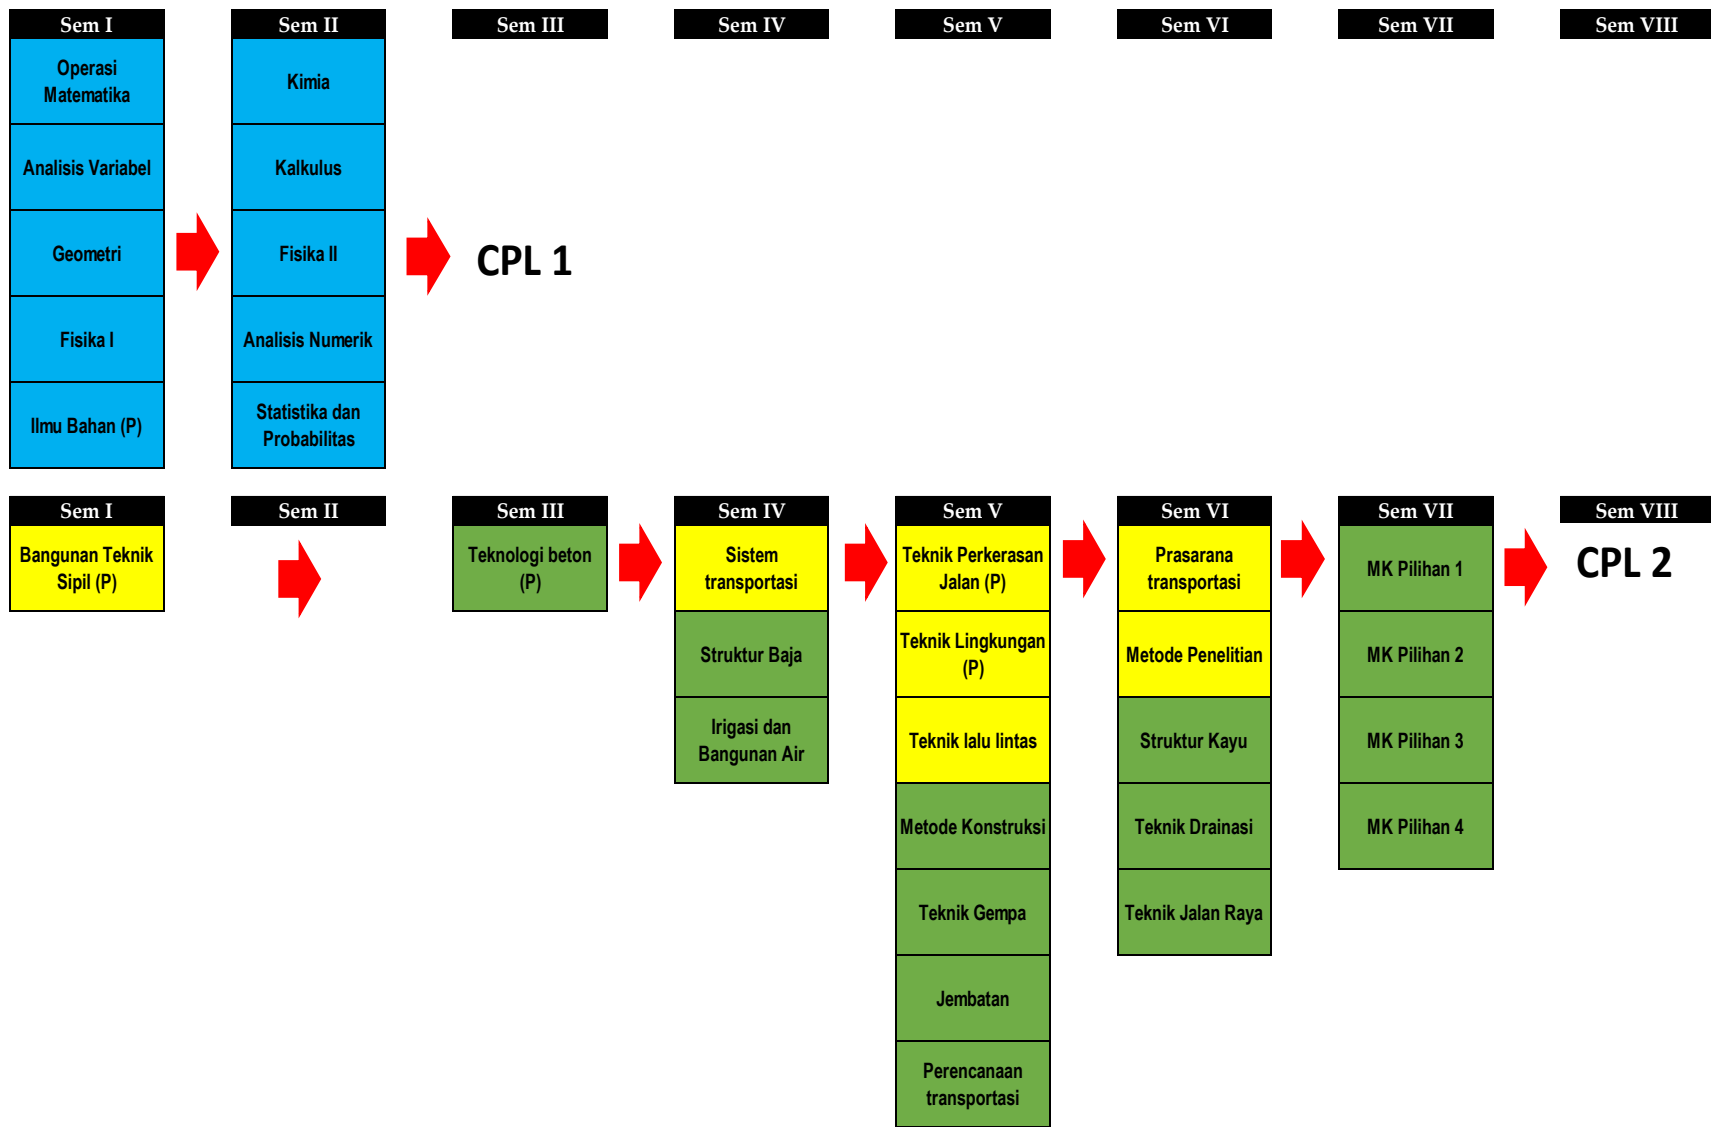 Sem I
Sem II
Sem III
Sem IV
Sem V
Sem VI
Sem VII
Sem VIII
Operasi
Matematika
Analisis Variabel
Geometri
Fisika I
Ilmu Bahan (P)
Kimia
Kalkulus
Fisika II
Analisis Numerik
Statistika dan
Probabilitas
CPL 1
Sem I
Sem II
Sem III
Sem IV
Sem V
Sem VI
Sem VII
Sem VIII
Bangunan Teknik
Sipil (P)
Teknologi beton
(P)
Sistem
transportasi
Struktur Baja
Irigasi dan
Bangunan Air
Teknik Perkerasan
Jalan (P)
Teknik Lingkungan
(P)
Teknik lalu lintas
Metode Konstruksi
Teknik Gempa
Jembatan
Perencanaan
transportasi
Prasarana
transportasi
Metode Penelitian
Struktur Kayu
Teknik Drainasi
Teknik Jalan Raya
MK Pilihan 1
MK Pilihan 2
MK Pilihan 3
MK Pilihan 4
CPL 2